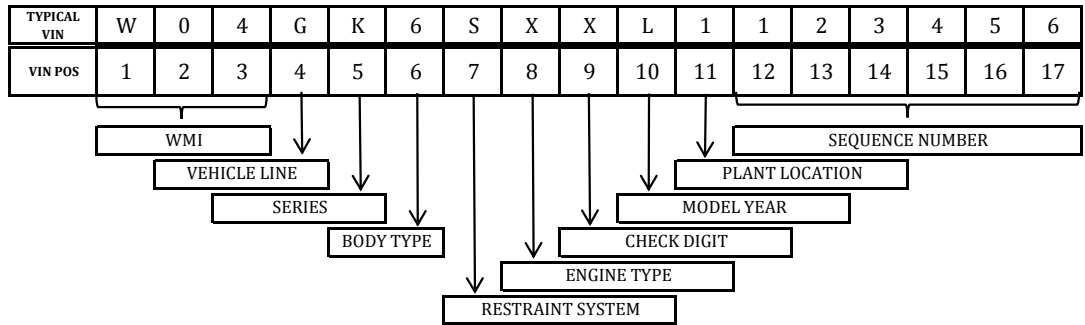 TYPICAL VIN W 0 4 G K 6 S X X L 1 1 2 3 4 5 6
VIN POS 1 2 3 4 5 6 7 8 9 10 11 12 13 14 15 16 17
WMI SEQUENCE NUMBER
VEHICLE LINE PLANT LOCATION
SERIES MODEL YEAR
BODY TYPE CHECK DIGIT
ENGINE TYPE
RESTRAINT SYSTEM